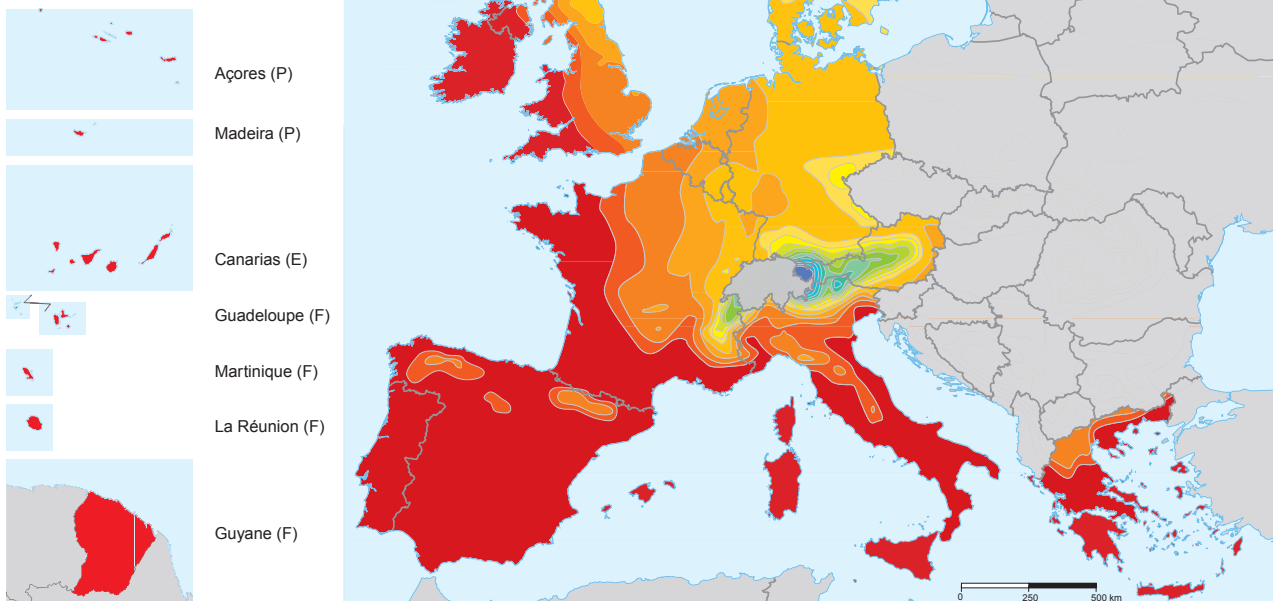 Açores (P)
Madeira (P)
Canarias (E)
Guadeloupe (F)
Martinique (F)
La Réunion (F)
Guyane (F)
0 250 500 km